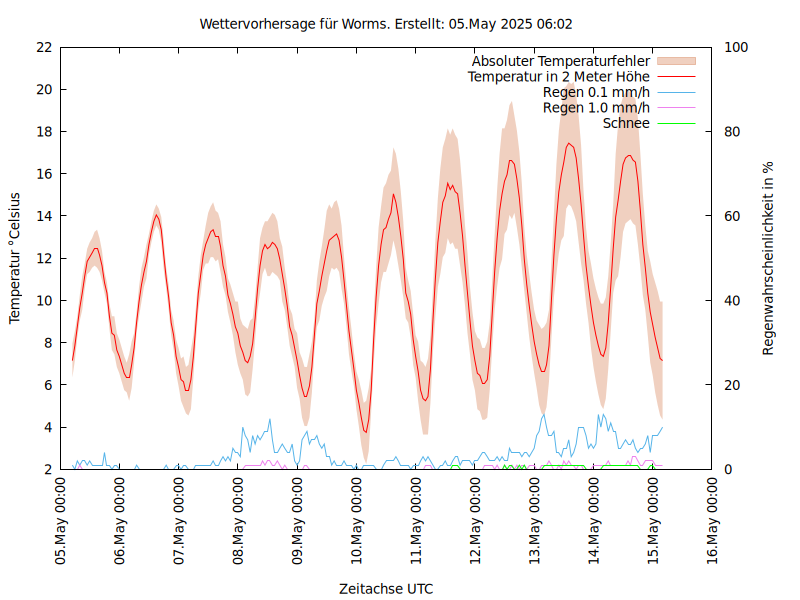 Wettervorhersage für Worms. Erstellt: 05.May 2025 06:02
22
20
18
16
14
12
10
8
6
4
2
100
80
60
40
20
0
Temperatur °Celsius
Regenwahrscheinlichkeit in %
Absoluter Temperaturfehler
Temperatur in 2 Meter Höhe
Regen 0.1 mm/h
Regen 1.0 mm/h
Schnee
05.May 00:00
06.May 00:00
07.May 00:00
08.May 00:00
09.May 00:00
10.May 00:00
11.May 00:00
12.May 00:00
13.May 00:00
14.May 00:00
15.May 00:00
16.May 00:00
Zeitachse UTC